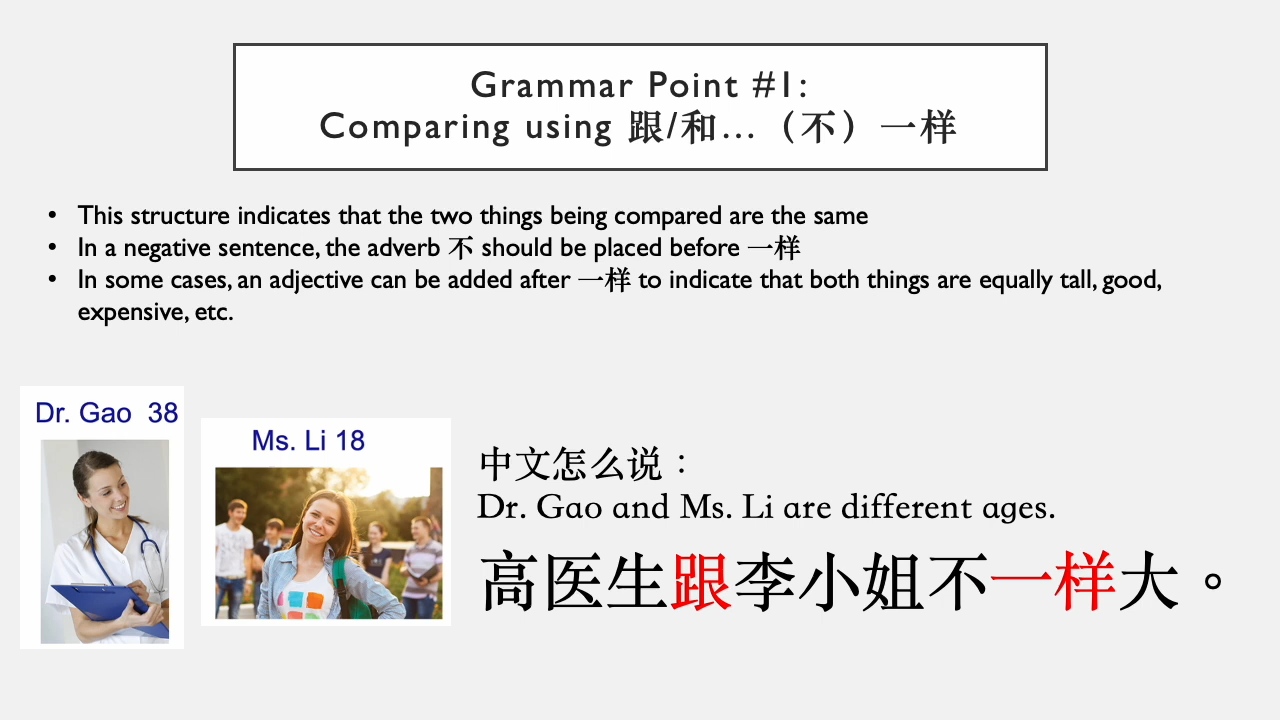 Grammar Point #1:
Comparing using 跟/和…（不）一样
• This structure indicates that the two things being compared are the same
• In a negative sentence, the adverb 不 should be placed before 一样
• In some cases, an adjective can be added after 一样 to indicate that both things are equally tall, good,
expensive, etc.
Dr. Gao 38
Ms. Li 18
中文怎么说：
Dr. Gao and Ms. Li are different ages.
高医生跟李小姐不一样大。